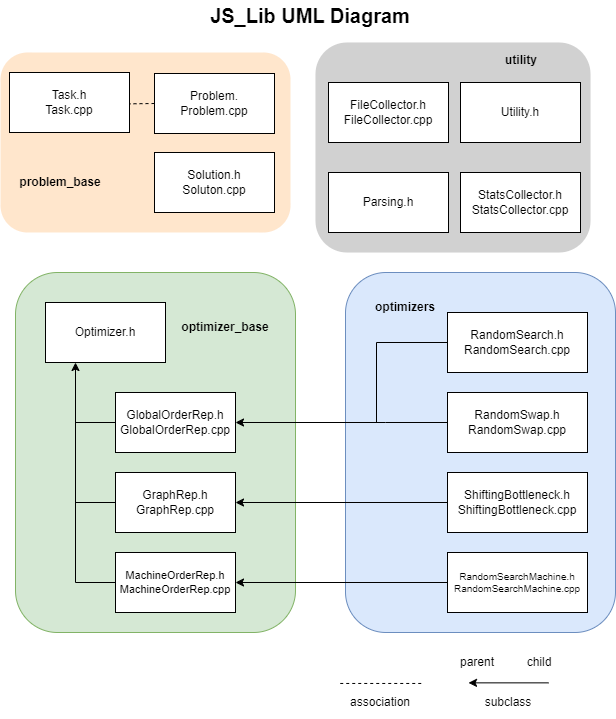 JS_Lib UML Diagram
Task.h
Task.cpp
Problem.
Problem.cpp
Solution.h
Soluton.cpp
problem_base
utility
FileCollector.h
FileCollector.cpp
Utility.h
Parsing.h
StatsCollector.h
StatsCollector.cpp
Optimizer.h
optimizer_base
GlobalOrderRep.h
GlobalOrderRep.cpp
GraphRep.h
GraphRep.cpp
MachineOrderRep.h
MachineOrderRep.cpp
optimizers
RandomSearch.h
RandomSearch.cpp
RandomSwap.h
RandomSwap.cpp
ShiftingBottleneck.h
ShiftingBottleneck.cpp
RandomSearchMachine.h
RandomSearchMachine.cpp
parent child
association
subclass